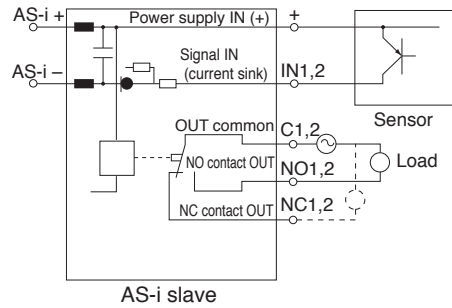 AS-i +
Power supply IN (+)
+
Signal IN
(current sink)
AS-i –
IN1,2
Sensor
OUT common
C1,2
NO contact OUT
NO1,2
Load
NC contact OUT
NC1,2
AS-i slave